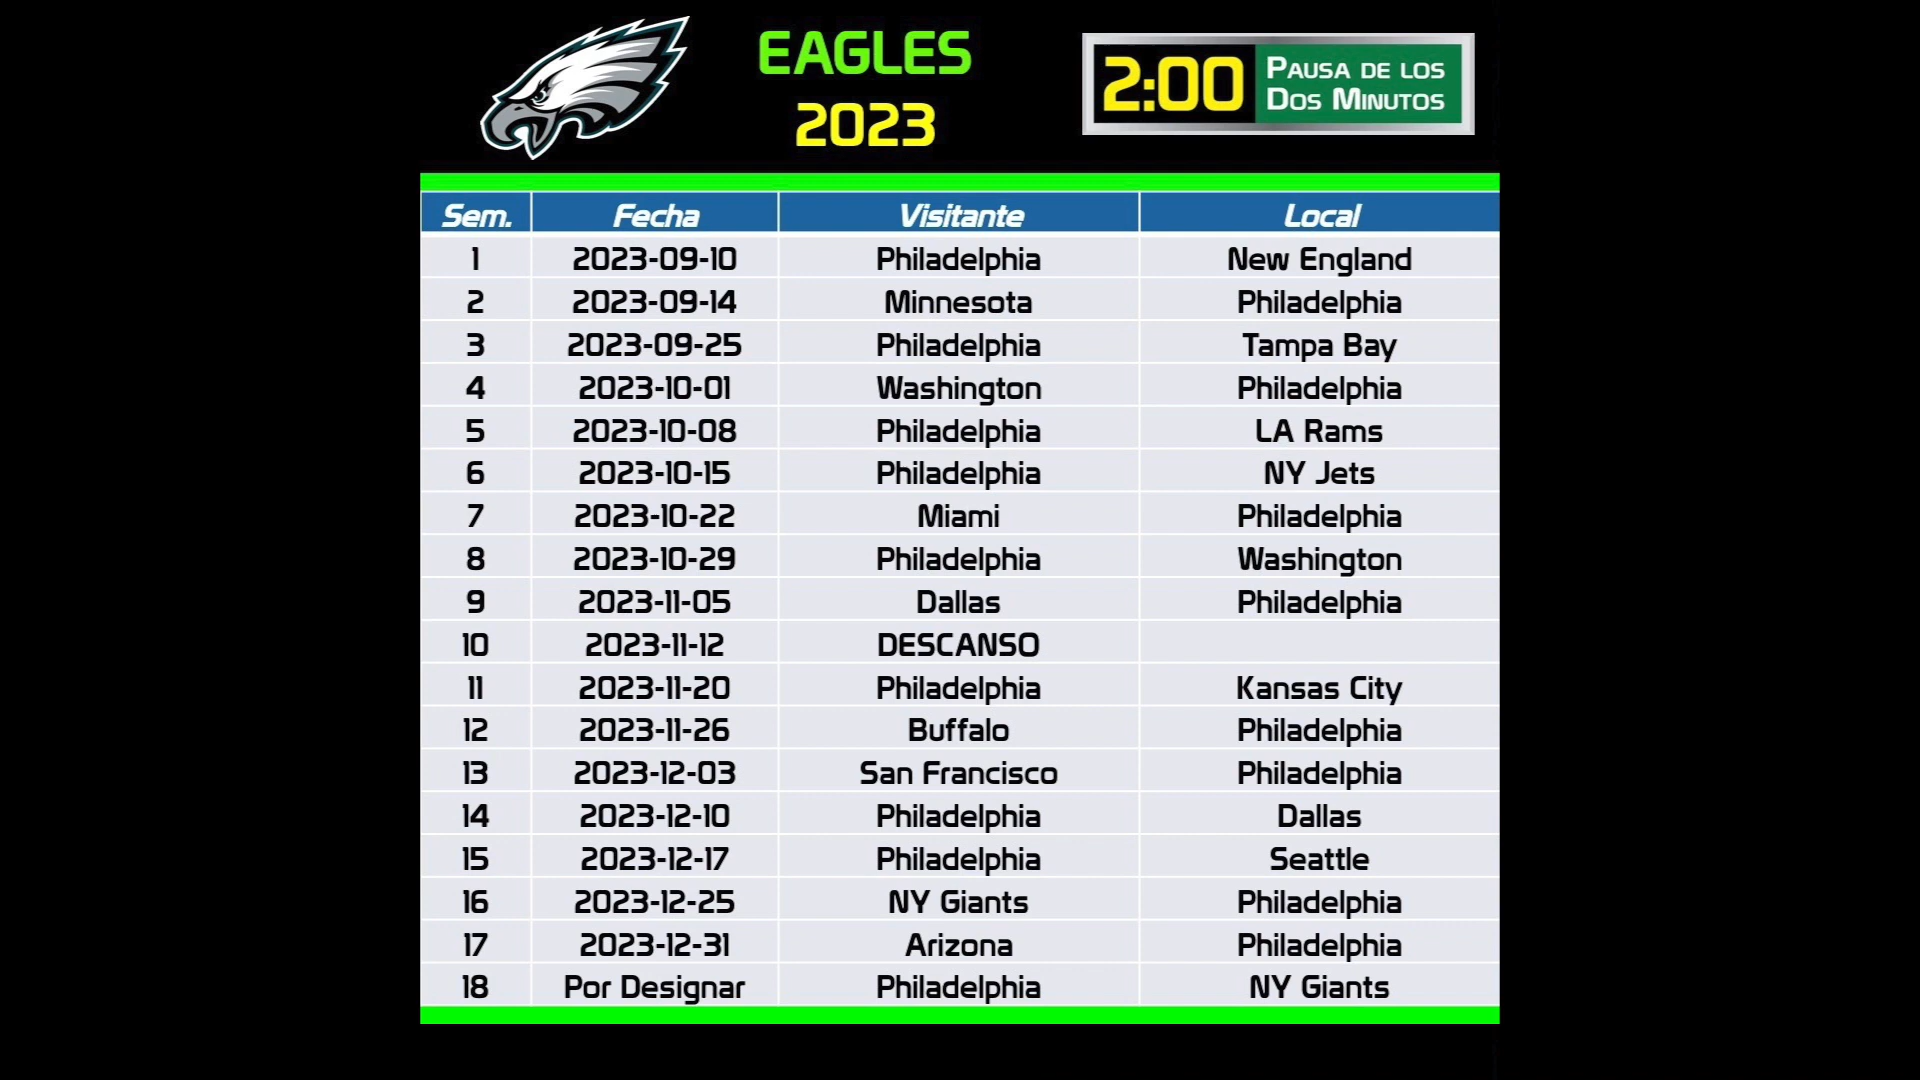 EAGLES
2023
2:00
PAUSA DE LOS
DOS MINUTOS
Sem. Fecha Visitante Local
1 2023-09-10 Philadelphia New England
2 2023-09-14 Minnesota Philadelphia
3 2023-09-25 Philadelphia Tampa Bay
4 2023-10-01 Washington Philadelphia
5 2023-10-08 Philadelphia LA Rams
6 2023-10-15 Philadelphia NY Jets
7 2023-10-22 Miami Philadelphia
8 2023-10-29 Philadelphia Washington
9 2023-11-05 Dallas Philadelphia
10 2023-11-12 DESCANSO
11 2023-11-20 Philadelphia Kansas City
12 2023-11-26 Buffalo Philadelphia
13 2023-12-03 San Francisco Philadelphia
14 2023-12-10 Philadelphia Dallas
15 2023-12-17 Philadelphia Seattle
16 2023-12-25 NY Giants Philadelphia
17 2023-12-31 Arizona Philadelphia
18 Por Designar Philadelphia NY Giants